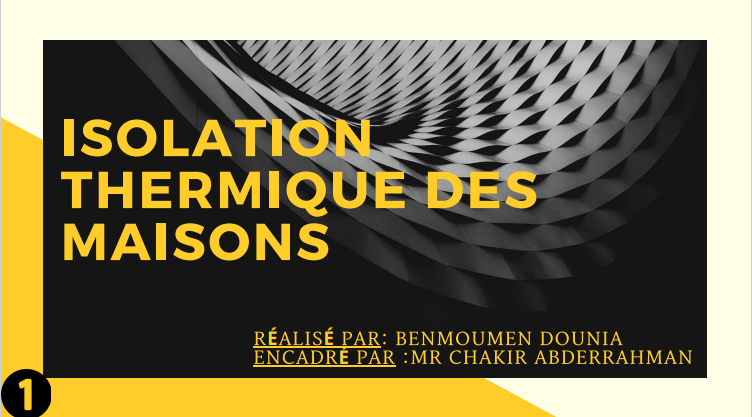 ISOLATION
THERMIQUE DES
MAISONS
RÉALISÉ PAR: BENMOUMEN DOUNIA
ENCADRÉ PAR :MR CHAKIR ABDERRAHMAN
1